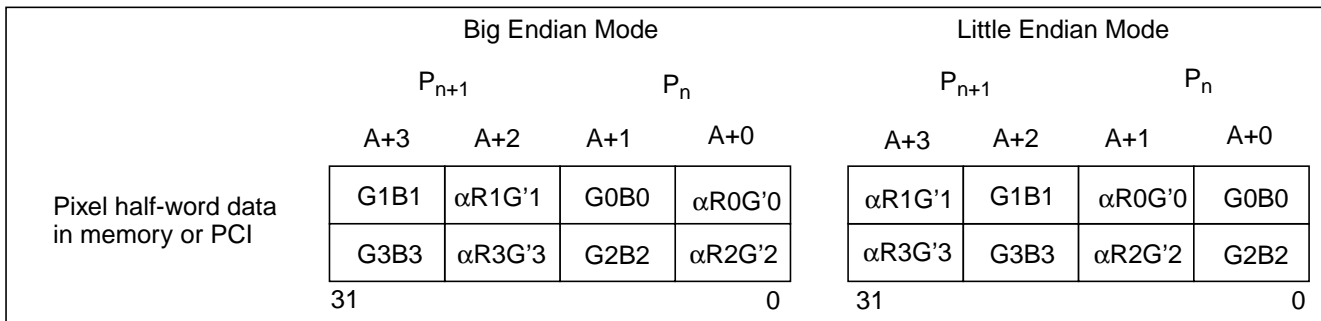 Big Endian Mode Little Endian Mode
Pn+1 Pn Pn+1 Pn
A+3 A+2 A+1 A+0 A+3 A+2 A+1 A+0
G1B1 αR1G'1 G0B0 αR0G'0 αR1G'1 G1B1 αR0G'0 G0B0
Pixel half-word data
in memory or PCI
G3B3 αR3G'3 G2B2 αR2G'2 αR3G'3 G3B3 αR2G'2 G2B2
31 0 31 0